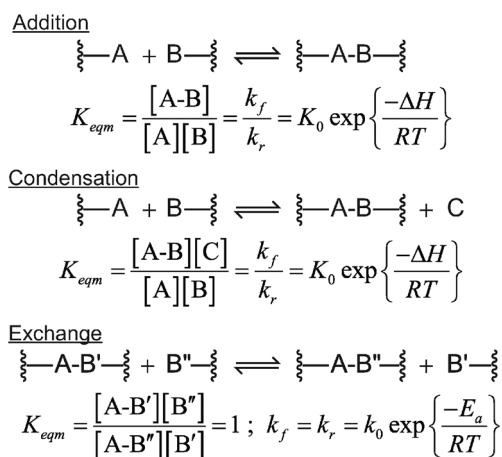 Addition
A + B ⇌ A-B
K_eqm = [A-B] / [A][B] = k_f / k_r = K_0 exp{-ΔH / RT}
Condensation
A + B ⇌ A-B + C
K_eqm = [A-B][C] / [A][B] = k_f / k_r = K_0 exp{-ΔH / RT}
Exchange
A-B' + B" ⇌ A-B" + B'
K_eqm = [A-B′][B″] / [A-B″][B′] = 1 ; k_f = k_r = k_0 exp{-E_a / RT}